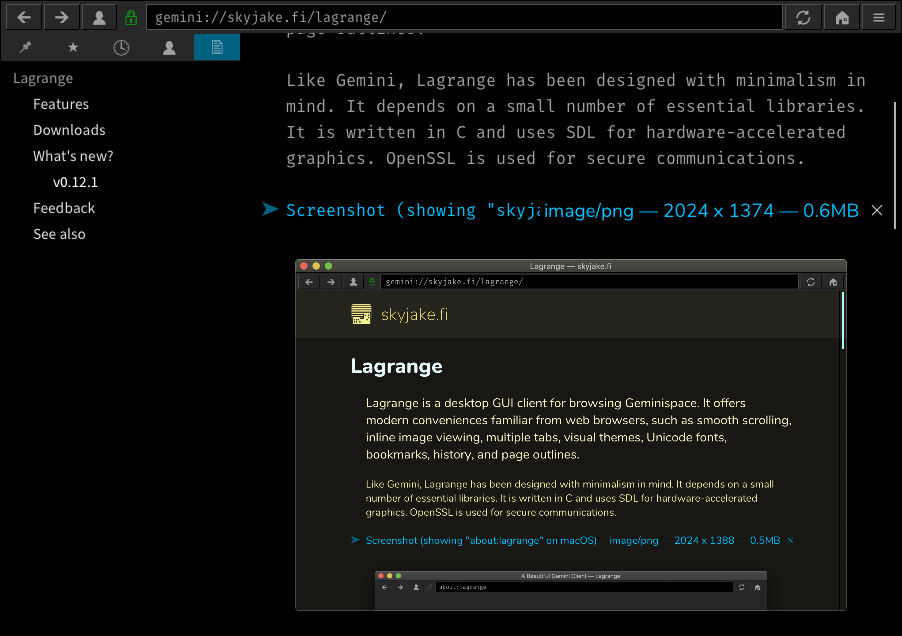 gemini://skyjake.fi/lagrange/
page outlines.
Lagrange
Features
Downloads
What's new?
v0.12.1
Feedback
See also
Like Gemini, Lagrange has been designed with minimalism in
mind. It depends on a small number of essential libraries.
It is written in C and uses SDL for hardware-accelerated
graphics. OpenSSL is used for secure communications.
Screenshot (showing "skyja image/png — 2024 x 1374 — 0.6MB ×
Lagrange — skyjake.fi
gemini://skyjake.fi/lagrange/
skyjake.fi
Lagrange
Lagrange is a desktop GUI client for browsing Geminispace. It offers
modern conveniences familiar from web browsers, such as smooth scrolling,
inline image viewing, multiple tabs, visual themes, Unicode fonts,
bookmarks, history, and page outlines.
Like Gemini, Lagrange has been designed with minimalism in mind. It depends on a small
number of essential libraries. It is written in C and uses SDL for hardware-accelerated
graphics. OpenSSL is used for secure communications.
Screenshot (showing "about:lagrange" on macOS) image/png — 2024 x 1388 — 0.5MB ×
A Beautiful Gemini Client — Lagrange
about:lagrange